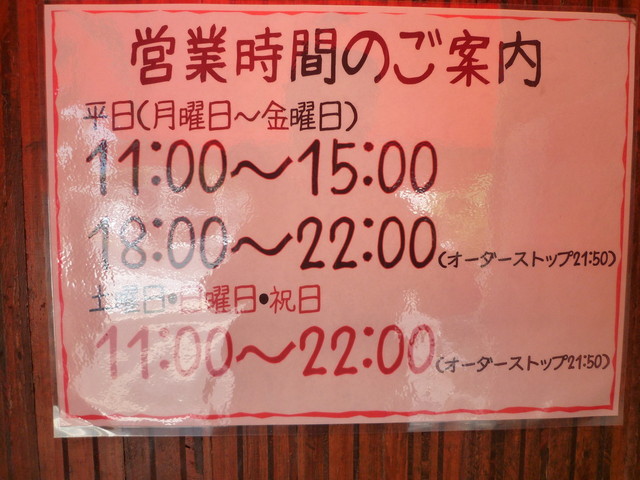 営業時間のご案内
平日(月曜日～金曜日)
11:00～15:00
18:00～22:00(オーダーストップ21:50)
土曜日•日曜日•祝日
11:00～22:00(オーダーストップ21:50)